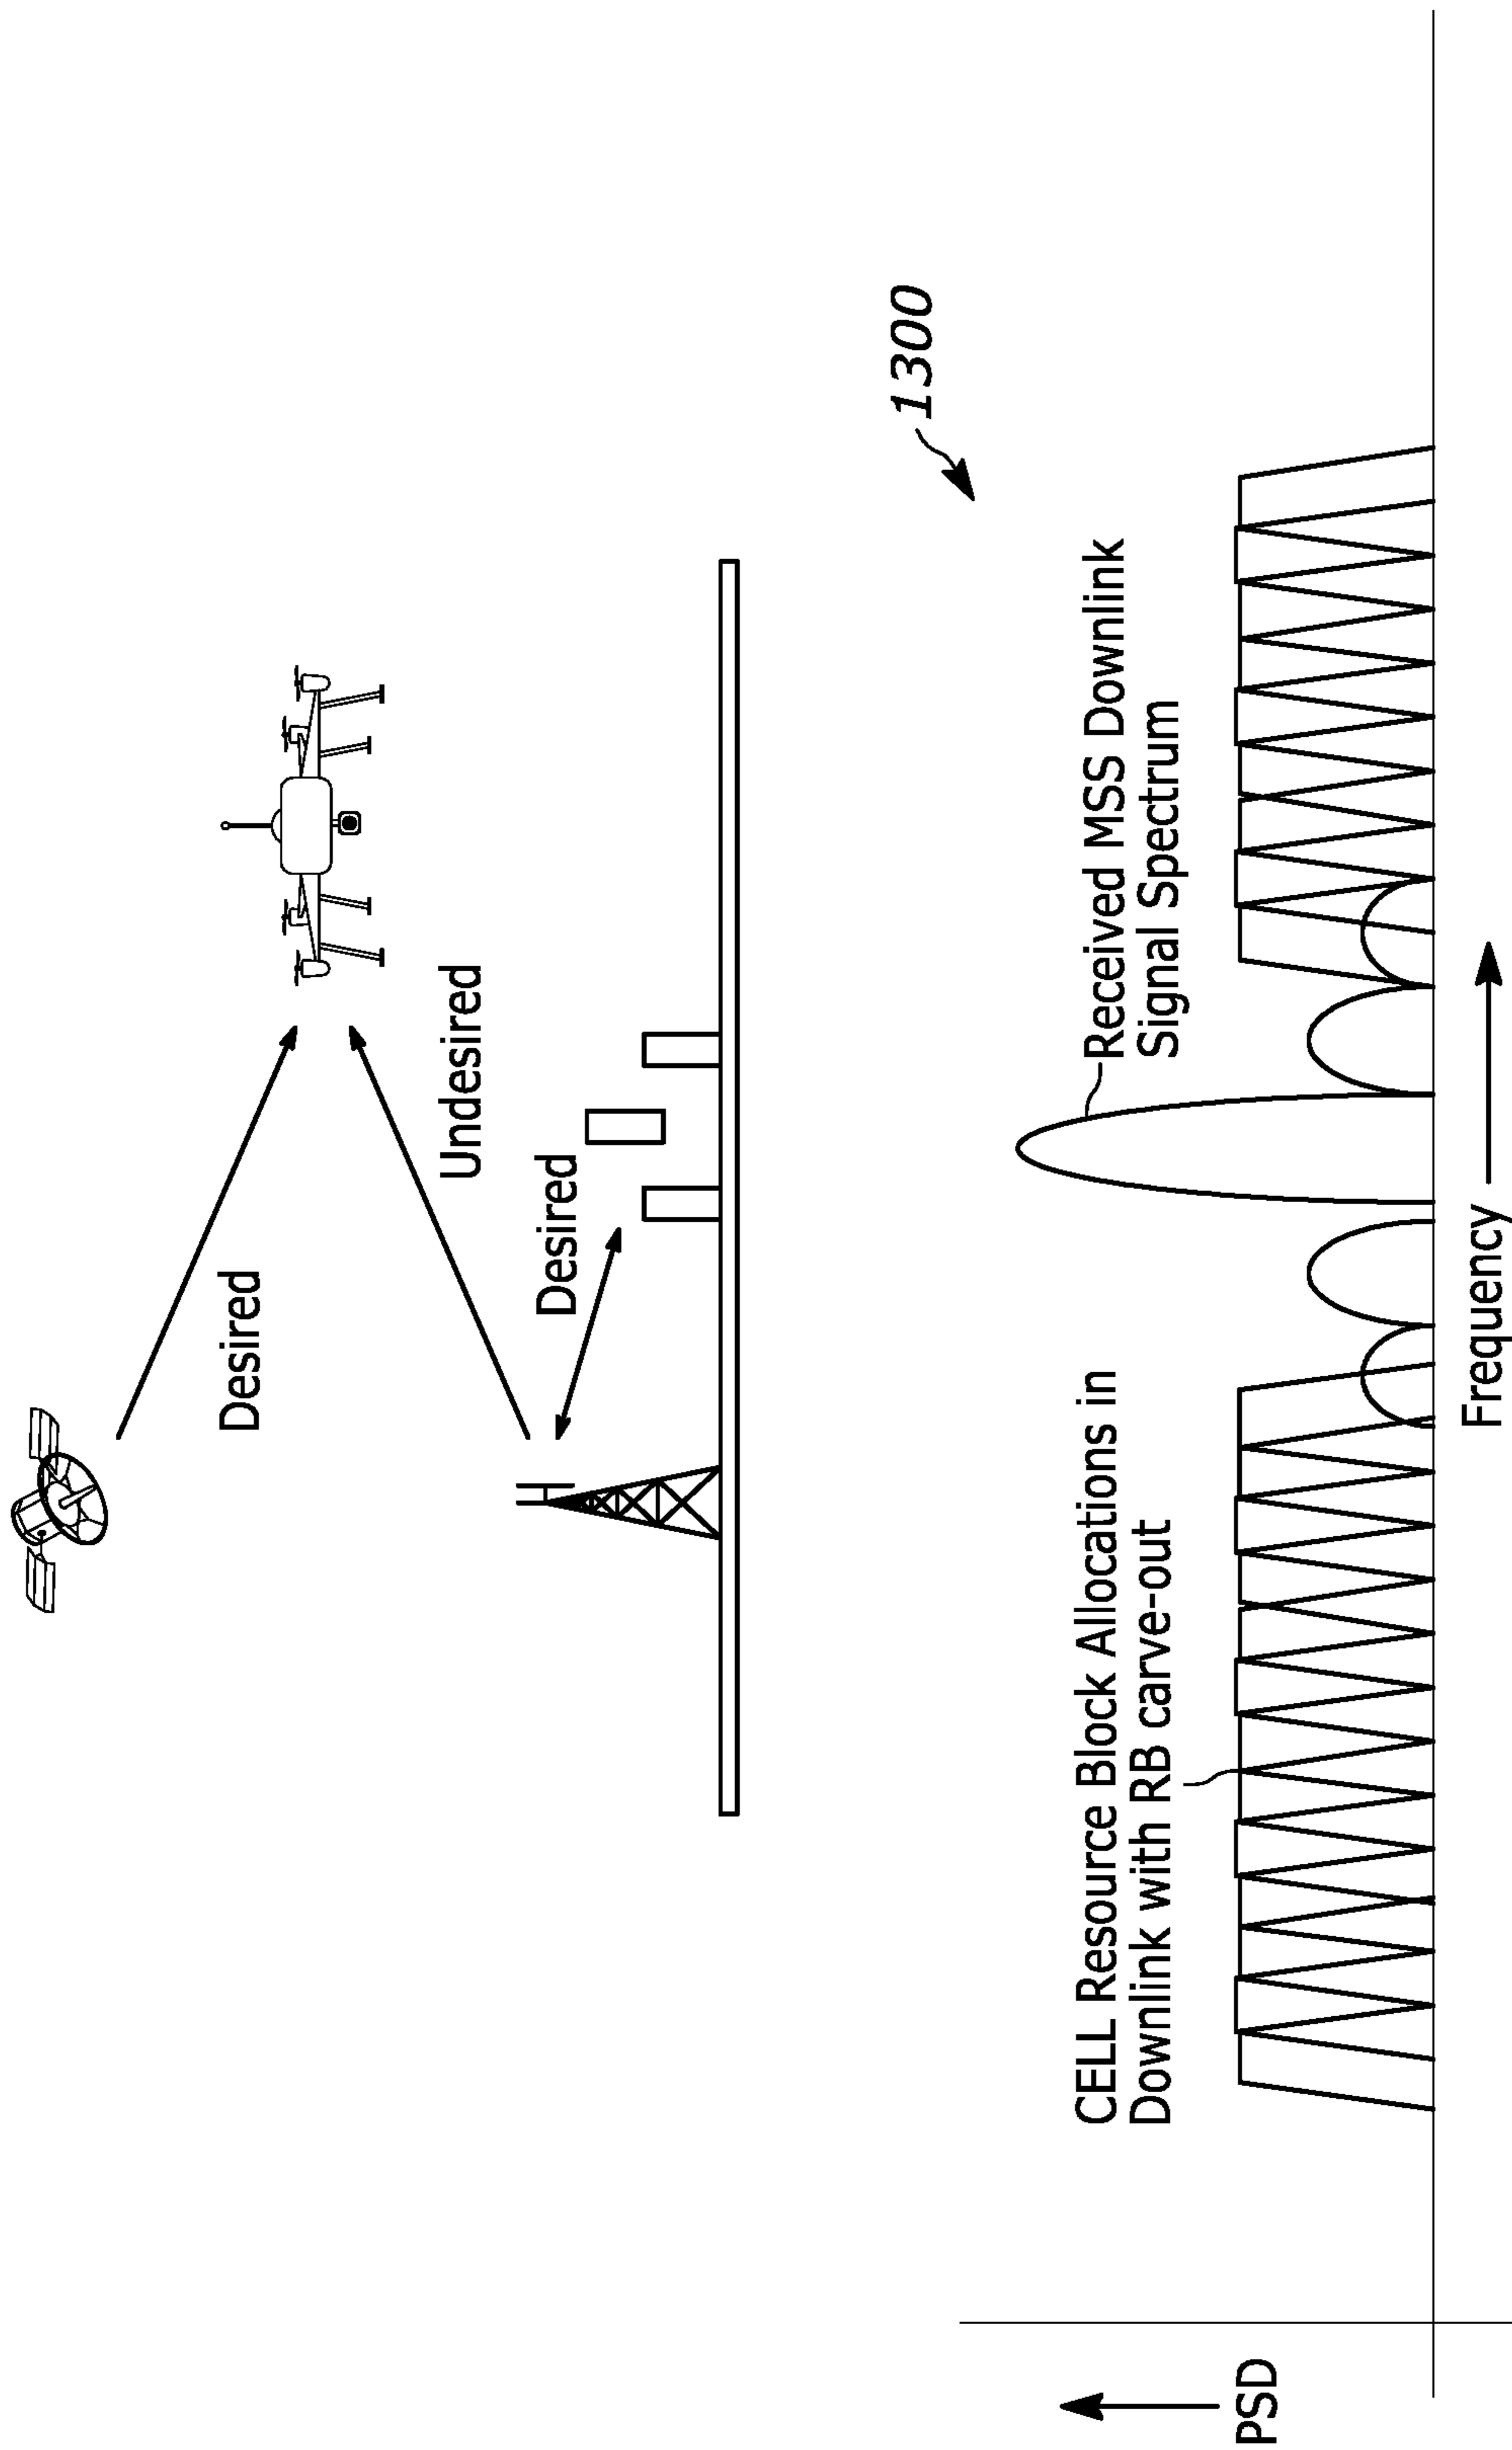 Desired
Undesired
Desired
1300
CELL Resource Block Allocations in
Downlink with RB carve-out
Received MSS Downlink
Signal Spectrum
PSD
Frequency